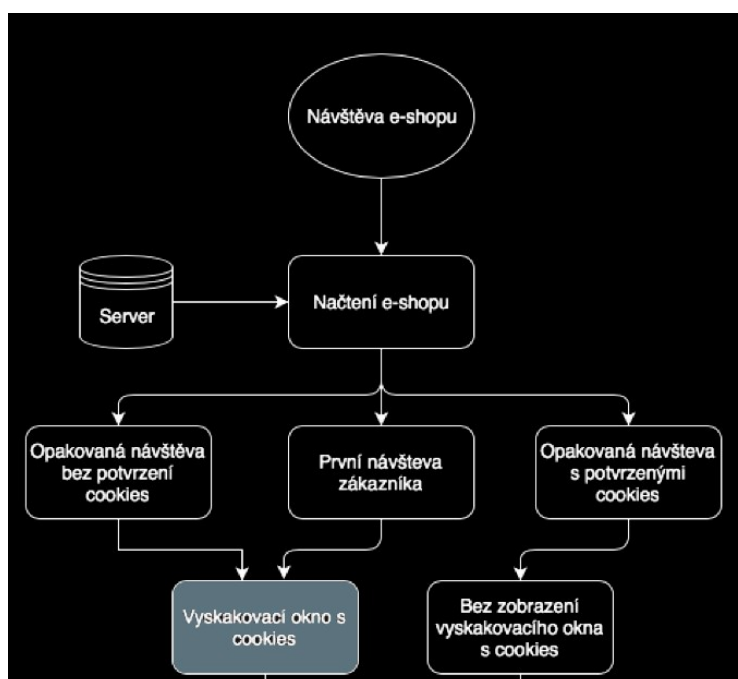 Návštěva e-shopu
Načtení e-shopu
Server
Opakovaná návštěva
bez potvrzení
cookies
První návšteva
zákazníka
Opakovaná návšteva
s potvrzenými
cookies
Vyskakovací okno s
cookies
Bez zobrazení
vyskakovacího okna
s cookies